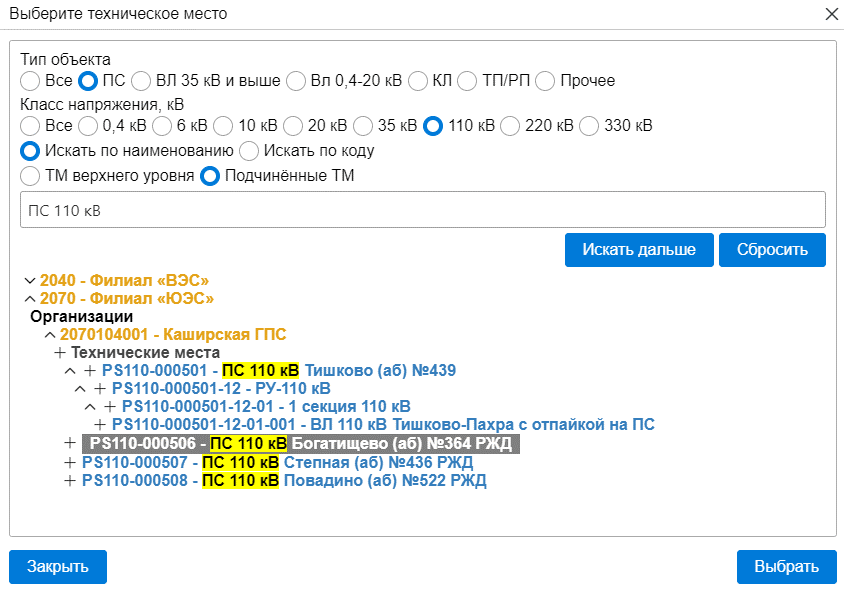 Выберите техническое место
Тип объекта
Все ПС ВЛ 35 кВ и выше Вл 0,4-20 кВ КЛ ТП/РП Прочее
Класс напряжения, кВ
Все 0,4 кВ 6 кВ 10 кВ 20 кВ 35 кВ 110 кВ 220 кВ 330 кВ
Искать по наименованию Искать по коду
ТМ верхнего уровня Подчинённые ТМ
ПС 110 кВ
Искать дальше Сбросить
2040 - Филиал «ВЭС»
2070 - Филиал «ЮЭС»
Организации
2070104001 - Каширская ГПС
Технические места
PS110-000501 - ПС 110 кВ Тишково (аб) №439
PS110-000501-12 - РУ-110 кВ
PS110-000501-12-01 - 1 секция 110 кВ
PS110-000501-12-01-001 - ВЛ 110 кВ Тишково-Пахра с отпайкой на ПС
PS110-000506 - ПС 110 кВ Богатищево (аб) №364 РЖД
PS110-000507 - ПС 110 кВ Степная (аб) №436 РЖД
PS110-000508 - ПС 110 кВ Повадино (аб) №522 РЖД
Закрыть Выбрать